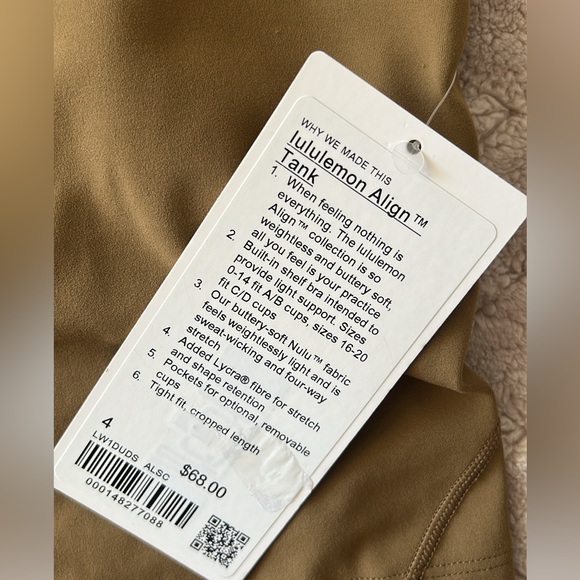 WHY WE MADE THIS
lululemon Align ™
Tank
1. When feeling nothing is
everything. The lululemon
Align™ collection is so
weightless and buttery soft,
all you feel is your practice
2. Built-in shelf bra intended to
provide light support. Sizes
0-14 fit A/B cups, sizes 16-20
fit C/D cups
3. Our buttery-soft Nulu™ fabric
feels weightlessly light and is
sweat-wicking and four-way
stretch
4. Added Lycra® fibre for stretch
and shape retention
5. Pockets for optional, removable
cups
6. Tight fit, cropped length
4
LW1DUDS ALSC
$68.00
000148277088